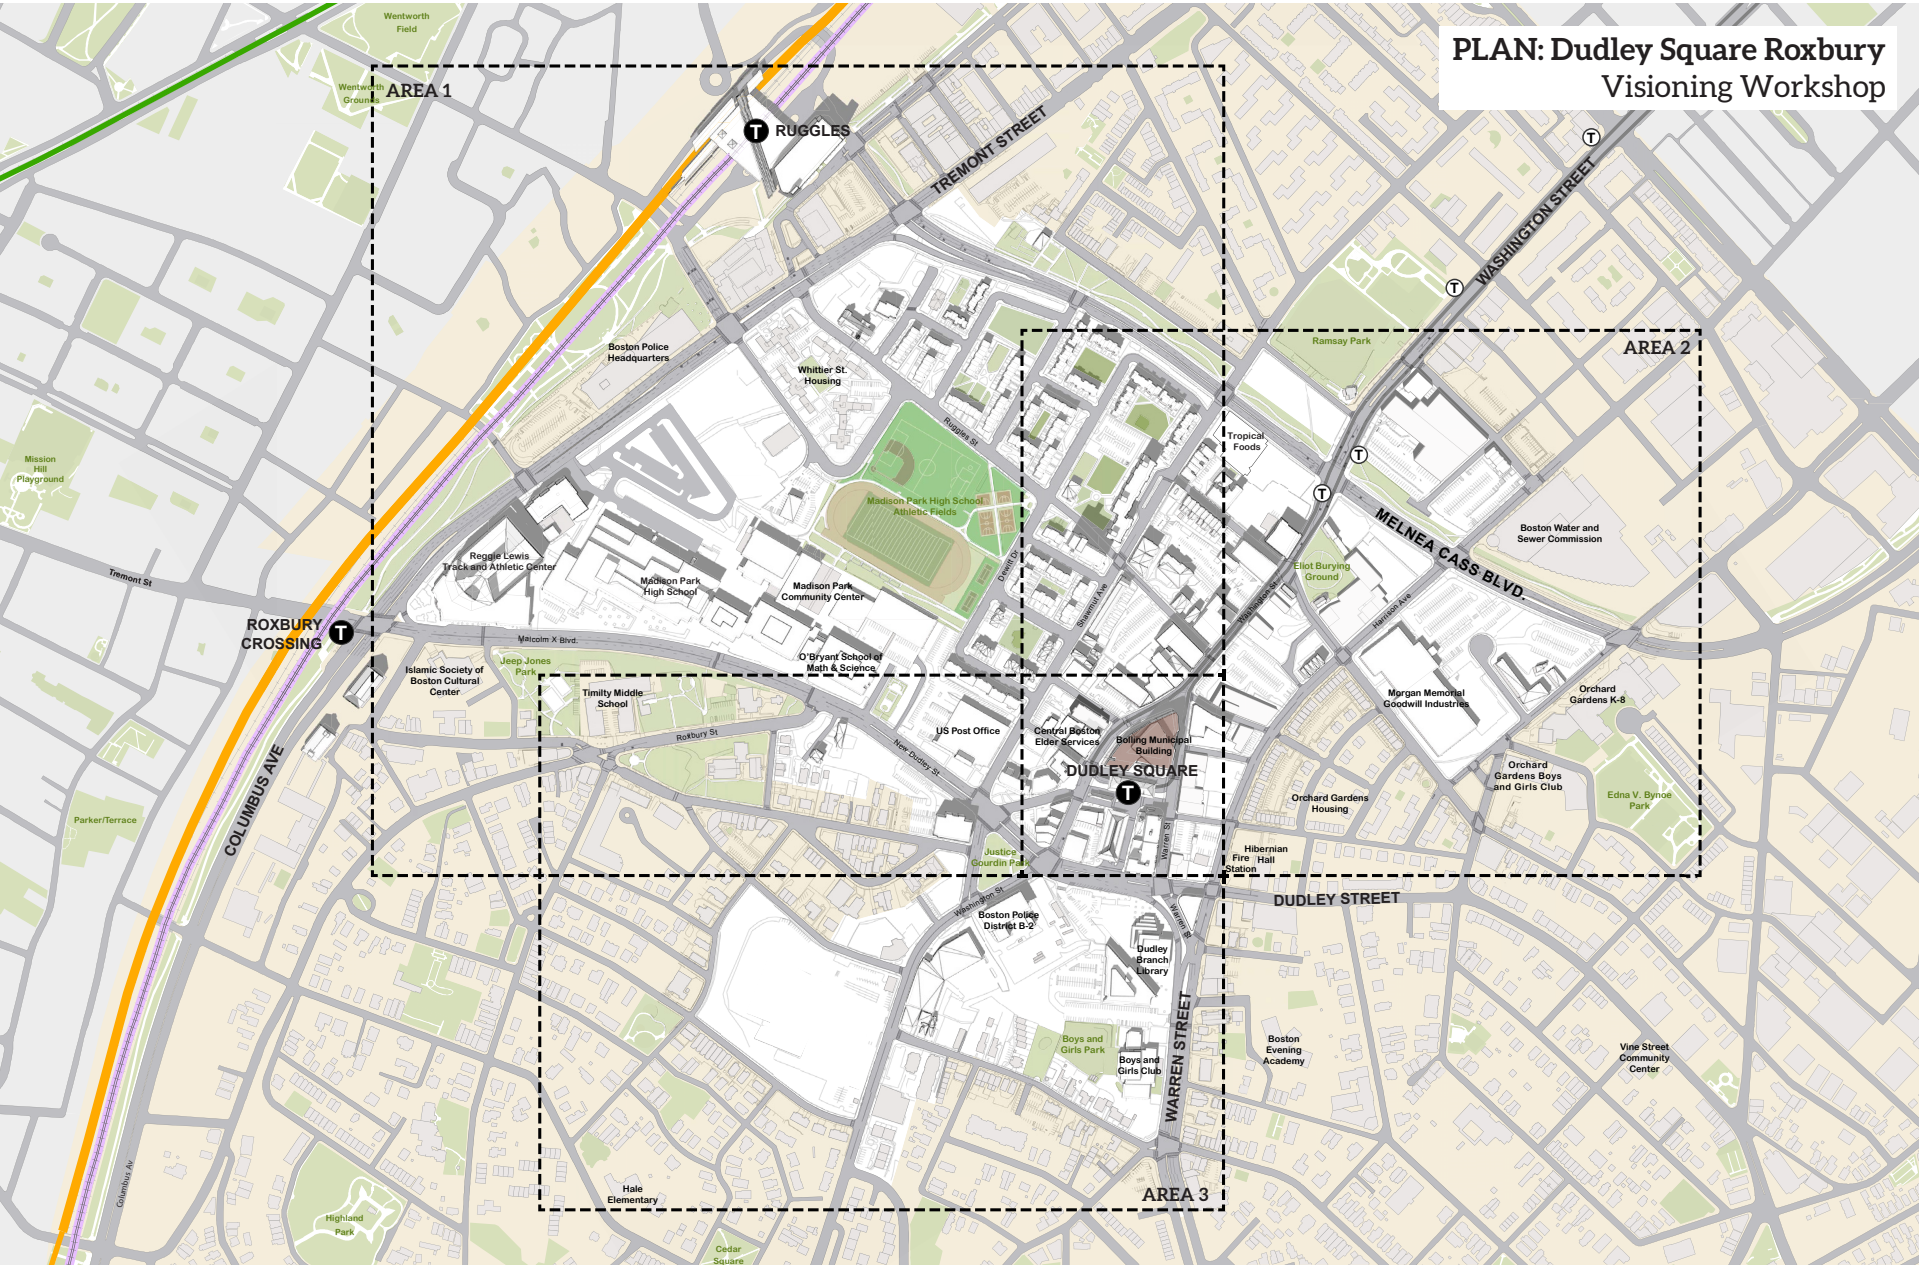 PLAN: Dudley Square Roxbury
Visioning Workshop
Wentworth
Field
Wentworth
Grounds
AREA 1
T RUGGLES
TREMONT STREET
T
WASHINGTON STREET
T
Ramsay Park
AREA 2
Boston Police
Headquarters
Whittier St.
Housing
Ruggles St
Tropical
Foods
T
T
Mission
Hill
Playground
Madison Park High School
Athletic Fields
MELNEA CASS BLVD.
Boston Water and
Sewer Commission
Reggie Lewis
Track and Athletic Center
Madison Park
High School
Madison Park
Community Center
Dewitt Dr
Shawmut Ave
Washington St
Eliot Burying
Ground
Harrison Ave
Tremont St
ROXBURY
CROSSING
T
Malcolm X Blvd.
O'Bryant School of
Math & Science
Islamic Society of
Boston Cultural
Center
Jeep Jones
Park
Timilty Middle
School
Morgan Memorial
Goodwill Industries
Orchard
Gardens K-8
Roxbury St
New Dudley St
US Post Office
Central Boston
Elder Services
Bolling Municipal
Building
DUDLEY SQUARE
T
Orchard
Gardens Boys
and Girls Club
Orchard Gardens
Housing
Edna V. Bynoe
Park
Parker/Terrace
COLUMBUS AVE
Warren St
Justice
Gourdin Park
Hibernian
Hall
Fire
Station
DUDLEY STREET
Washington St
Boston Police
District B-2
Warren St
Dudley
Branch
Library
Boys and
Girls Park
Boys and
Girls Club
WARREN STREET
Boston
Evening
Academy
Vine Street
Community
Center
Columbus Av
Hale
Elementary
AREA 3
Highland
Park
Cedar
Square